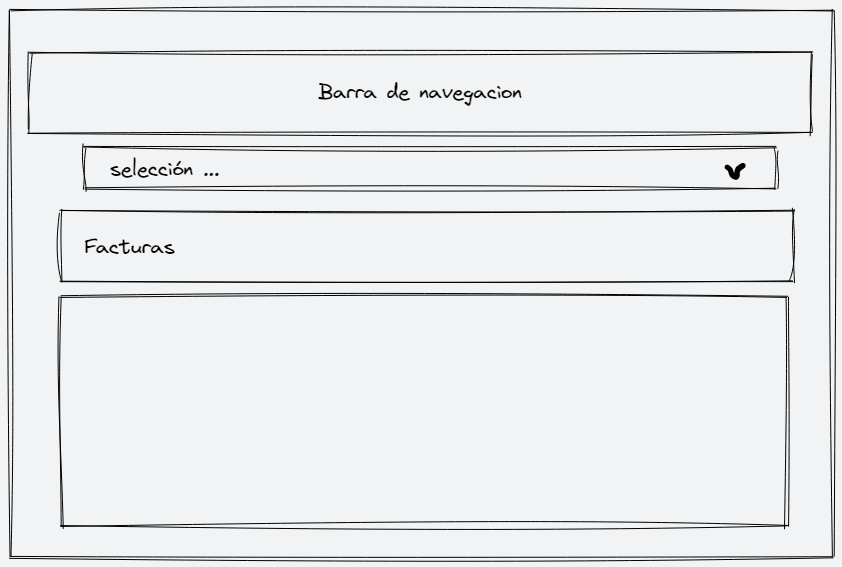 Barra de navegacion
selección ...
Facturas